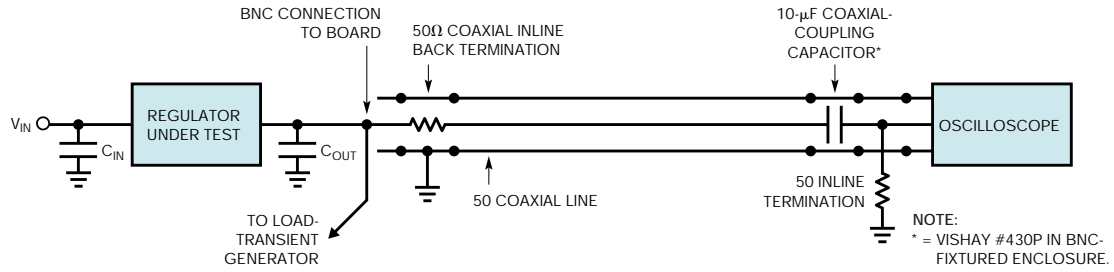 BNC CONNECTION
TO BOARD
50Ω COAXIAL INLINE
BACK TERMINATION
10-μF COAXIAL-
COUPLING
CAPACITOR*
V_IN
REGULATOR
UNDER TEST
C_IN
C_OUT
OSCILLOSCOPE
TO LOAD-
TRANSIENT
GENERATOR
50 COAXIAL LINE
50 INLINE
TERMINATION
NOTE:
* = VISHAY #430P IN BNC-
FIXTURED ENCLOSURE.